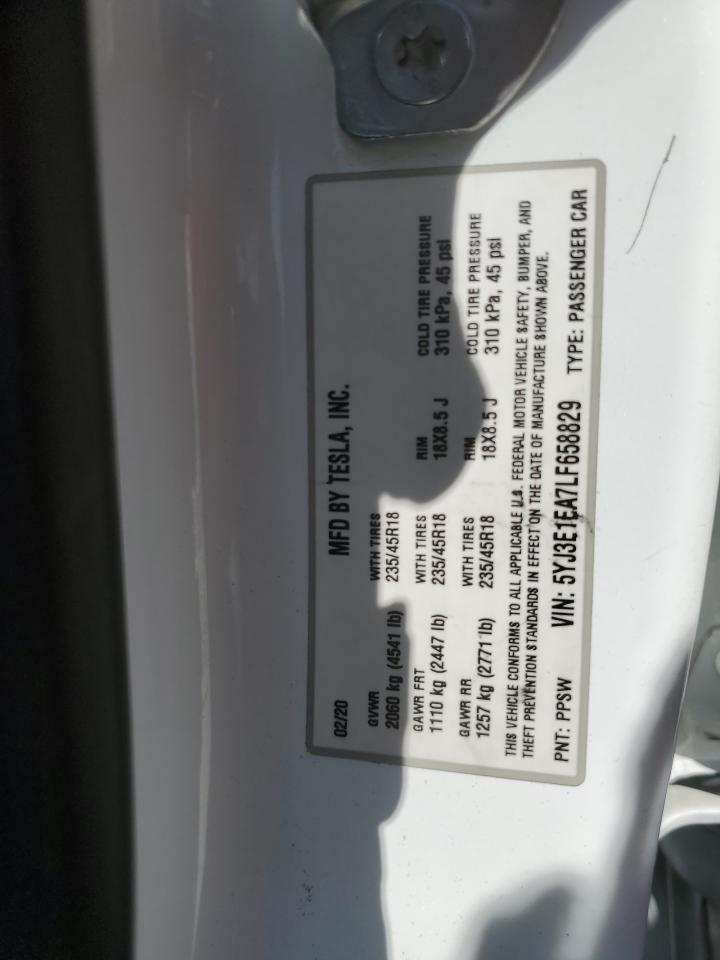 02/20 MFD BY TESLA, INC.
GVWR WITH TIRES
2060 kg (4541 lb) 235/45R18
GAWR FRT WITH TIRES RIM COLD TIRE PRESSURE
1110 kg (2447 lb) 235/45R18 18X8.5 J 310 kPa, 45 psi
GAWR RR WITH TIRES RIM COLD TIRE PRESSURE
1257 kg (2771 lb) 235/45R18 18X8.5 J 310 kPa, 45 psi
THIS VEHICLE CONFORMS TO ALL APPLICABLE U.S. FEDERAL MOTOR VEHICLE SAFETY, BUMPER, AND
THEFT PREVENTION STANDARDS IN EFFECT ON THE DATE OF MANUFACTURE SHOWN ABOVE.
PNT: PPSW VIN: 5YJ3E1EA7LF658829 TYPE: PASSENGER CAR